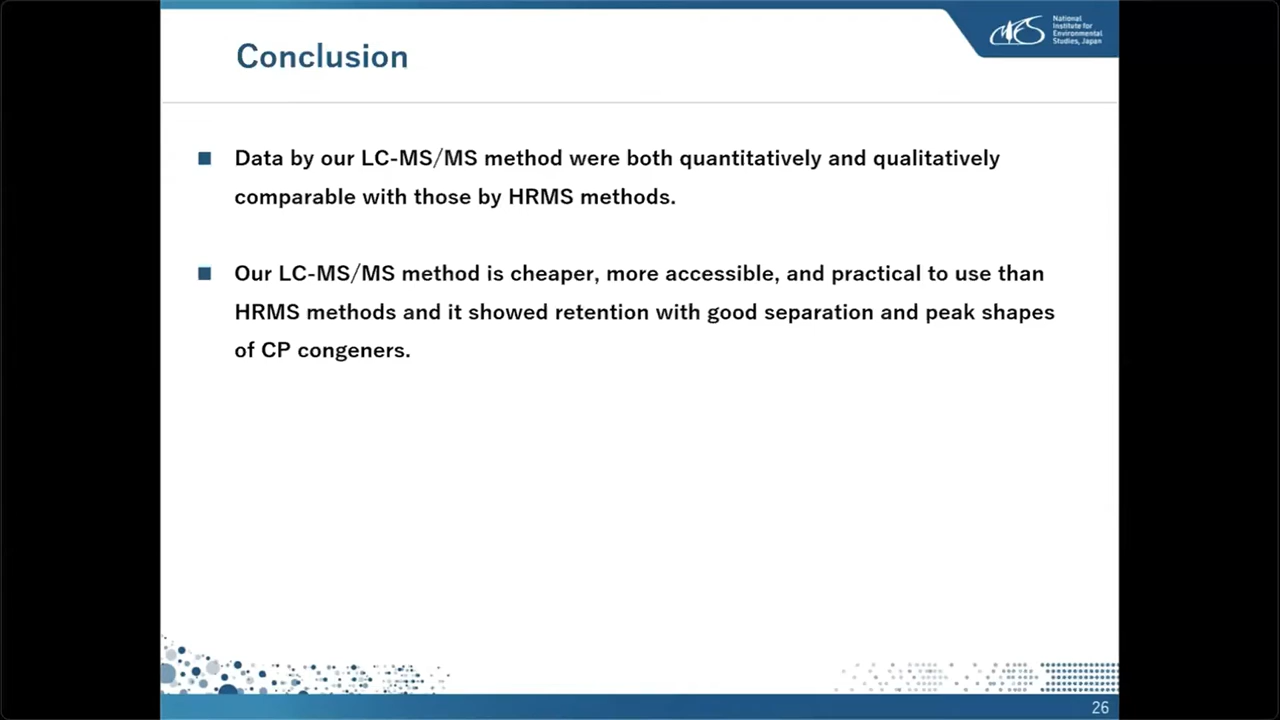 National
Institute for
Environmental
Studies, Japan
Conclusion
Data by our LC-MS/MS method were both quantitatively and qualitatively
comparable with those by HRMS methods.
Our LC-MS/MS method is cheaper, more accessible, and practical to use than
HRMS methods and it showed retention with good separation and peak shapes
of CP congeners.
26